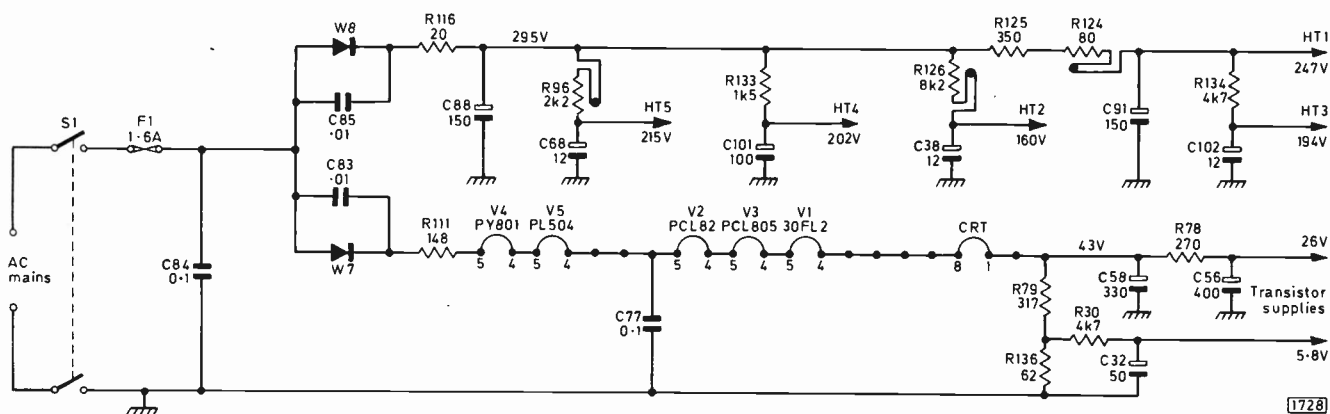 W8
R116
20
295V
R125
350
R124
80
HT1
247V
C85
·01
C88
150
R96
2k2
HT5
215V
C68
12
R133
1k5
HT4
202V
C101
100
R126
8k2
HT2
160V
C38
12
C91
150
R134
4k7
HT3
194V
C102
12
S1
F1
1·6A
C83
·01
W7
R111
148
V4
PY801
5 4
V5
PL504
5 4
V2
PCL82
5 4
V3
PCL805
5 4
V1
30FL2
5 4
CRT
8 1
43V
R78
270
26V
AC
mains
C84
0·1
C77
0·1
R79
317
C58
330
C56
400
Transistor
supplies
R30
4k7
5·8V
R136
62
C32
50
1728